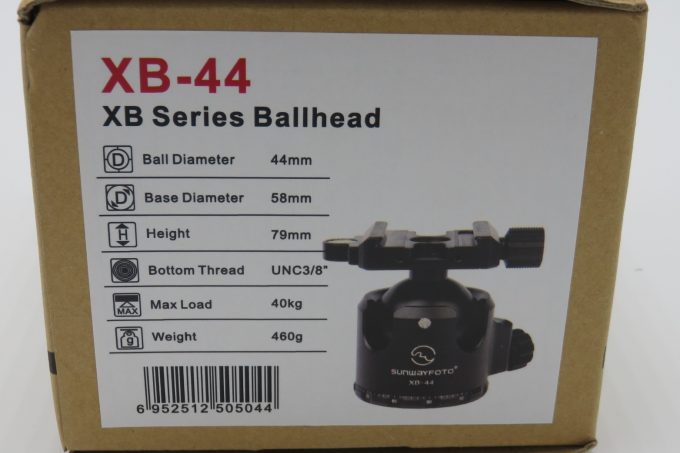 XB-44
XB Series Ballhead
D Ball Diameter 44mm
D Base Diameter 58mm
H Height 79mm
Bottom Thread UNC3/8"
MAX Max Load 40kg
g Weight 460g
6 952512 505044
SUNWAYFOTO®
XB-44